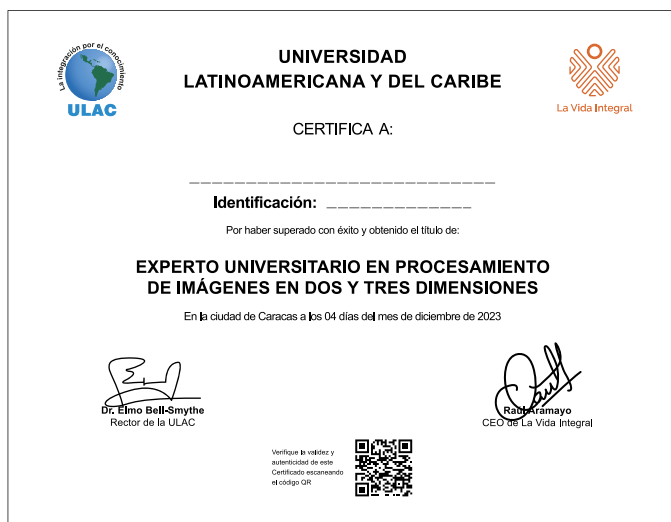 La integración por el conocimiento
ULAC
UNIVERSIDAD
LATINOAMERICANA Y DEL CARIBE
La Vida Integral
CERTIFICA A:
____________________________
Identificación: _____________
Por haber superado con éxito y obtenido el título de:
EXPERTO UNIVERSITARIO EN PROCESAMIENTO
DE IMÁGENES EN DOS Y TRES DIMENSIONES
En la ciudad de Caracas a los 04 días del mes de diciembre de 2023
Dr. Elmo Bell-Smythe
Rector de la ULAC
Raúl Aramayo
CEO de La Vida Integral
Verifique la validez y
autenticidad de este
Certificado escaneando
el código QR